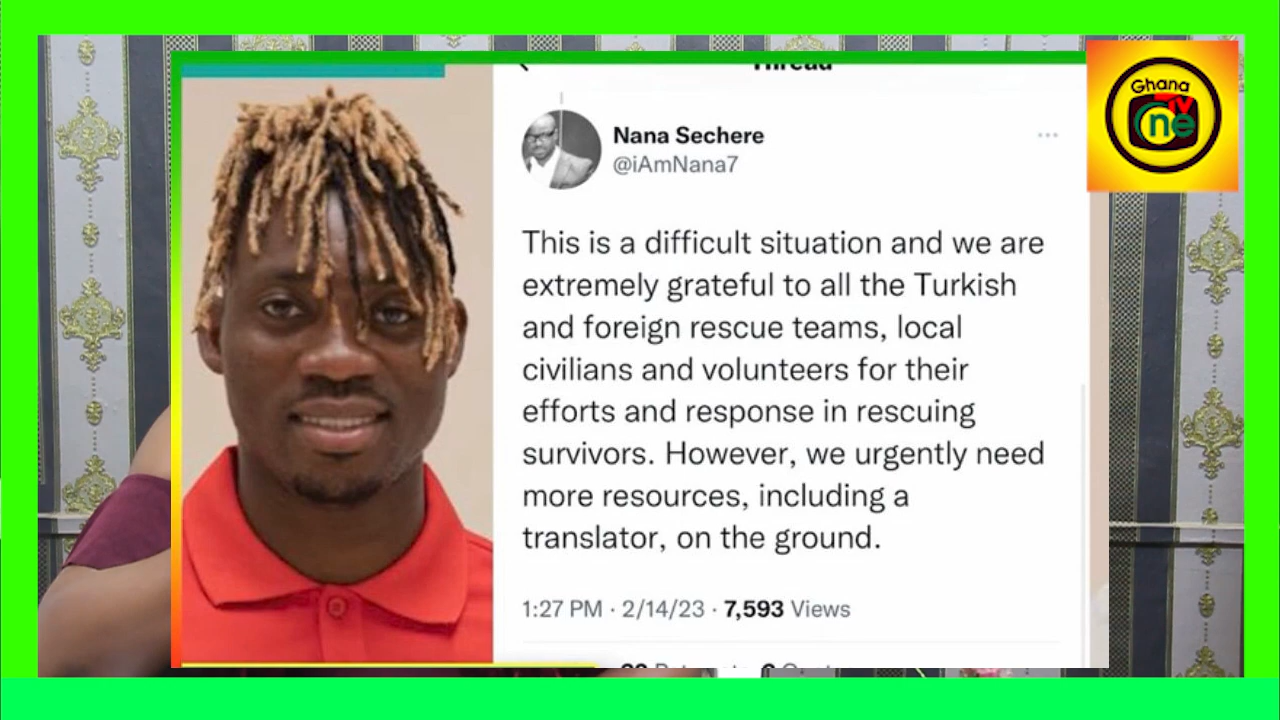 Thread
Ghana
TV
One
Nana Sechere
@iAmNana7
This is a difficult situation and we are
extremely grateful to all the Turkish
and foreign rescue teams, local
civilians and volunteers for their
efforts and response in rescuing
survivors. However, we urgently need
more resources, including a
translator, on the ground.
1:27 PM · 2/14/23 · 7,593 Views